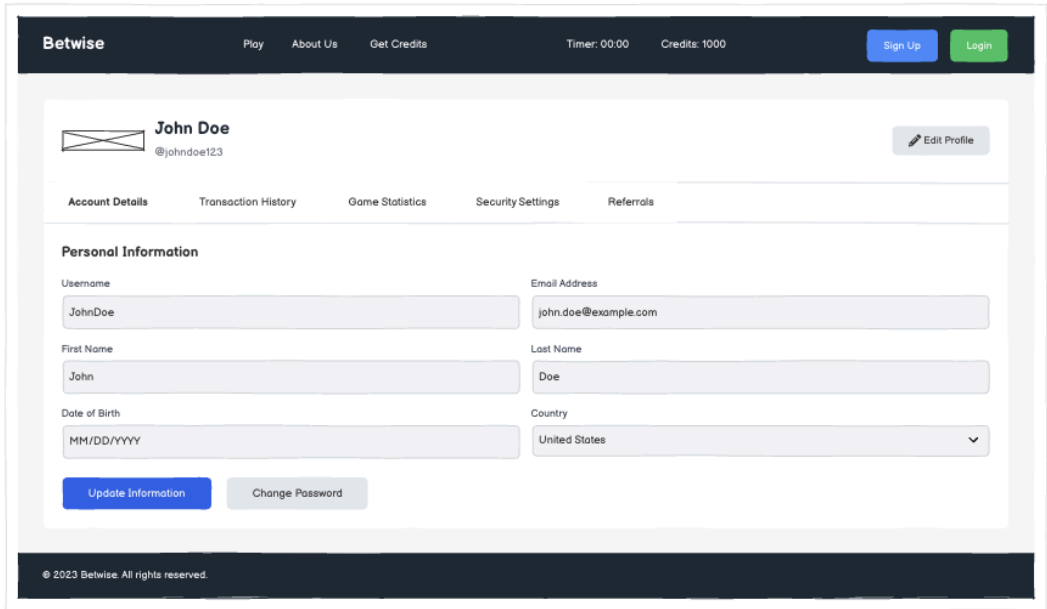 Betwise Play About Us Get Credits Timer: 00:00 Credits: 1000 Sign Up Login
John Doe
@johndoe123
Edit Profile
Account Details Transaction History Game Statistics Security Settings Referrals
Personal Information
Username Email Address
JohnDoe john.doe@example.com
First Name Last Name
John Doe
Date of Birth Country
MM/DD/YYYY United States
Update Information Change Password
© 2023 Betwise. All rights reserved.